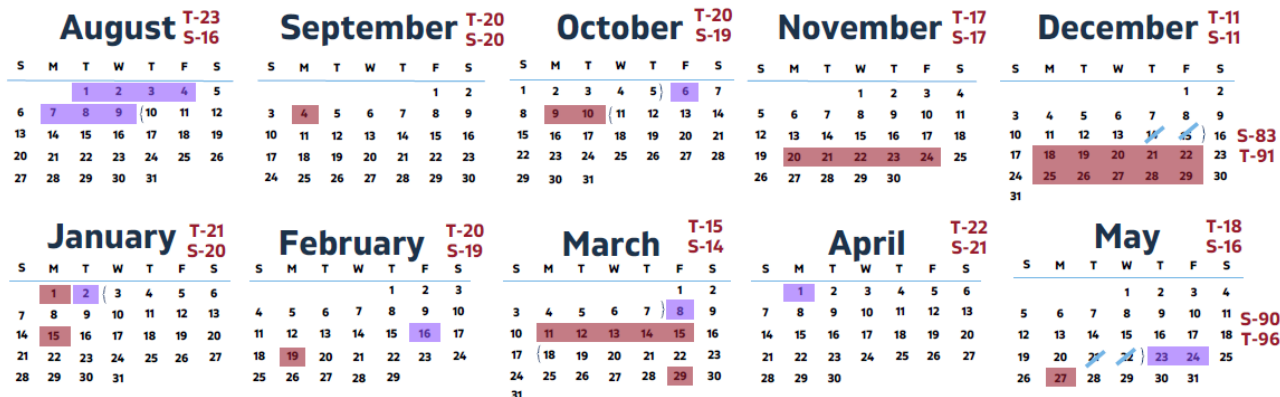 August T-23
S-16
S M T W T F S
1 2 3 4 5
6 7 8 9 (10 11 12
13 14 15 16 17 18 19
20 21 22 23 24 25 26
27 28 29 30 31
September T-20
S-20
S M T W T F S
1 2
3 4 5 6 7 8 9
10 11 12 13 14 15 16
17 18 19 20 21 22 23
24 25 26 27 28 29 30
October T-20
S-19
S M T W T F S
1 2 3 4 5) 6 7
8 9 10 (11 12 13 14
15 16 17 18 19 20 21
22 23 24 25 26 27 28
29 30 31
November T-17
S-17
S M T W T F S
1 2 3 4
5 6 7 8 9 10 11
12 13 14 15 16 17 18
19 20 21 22 23 24 25
26 27 28 29 30
December T-11
S-11
S M T W T F S
1 2
3 4 5 6 7 8 9
10 11 12 13 14 15 ) 16 S-83
17 18 19 20 21 22 23 T-91
24 25 26 27 28 29 30
31
January T-21
S-20
S M T W T F S
1 2 (3 4 5 6
7 8 9 10 11 12 13
14 15 16 17 18 19 20
21 22 23 24 25 26 27
28 29 30 31
February T-20
S-19
S M T W T F S
1 2 3
4 5 6 7 8 9 10
11 12 13 14 15 16 17
18 19 20 21 22 23 24
25 26 27 28 29
March T-15
S-14
S M T W T F S
1 2
3 4 5 6 7 ) 8 9
10 11 12 13 14 15 16
17 (18 19 20 21 22 23
24 25 26 27 28 29 30
31
April T-22
S-21
S M T W T F S
1 2 3 4 5 6
7 8 9 10 11 12 13
14 15 16 17 18 19 20
21 22 23 24 25 26 27
28 29 30
May T-18
S-16
S M T W T F S
1 2 3 4
5 6 7 8 9 10 11 S-90
12 13 14 15 16 17 18 T-96
19 20 21 22 ) 23 24 25
26 27 28 29 30 31